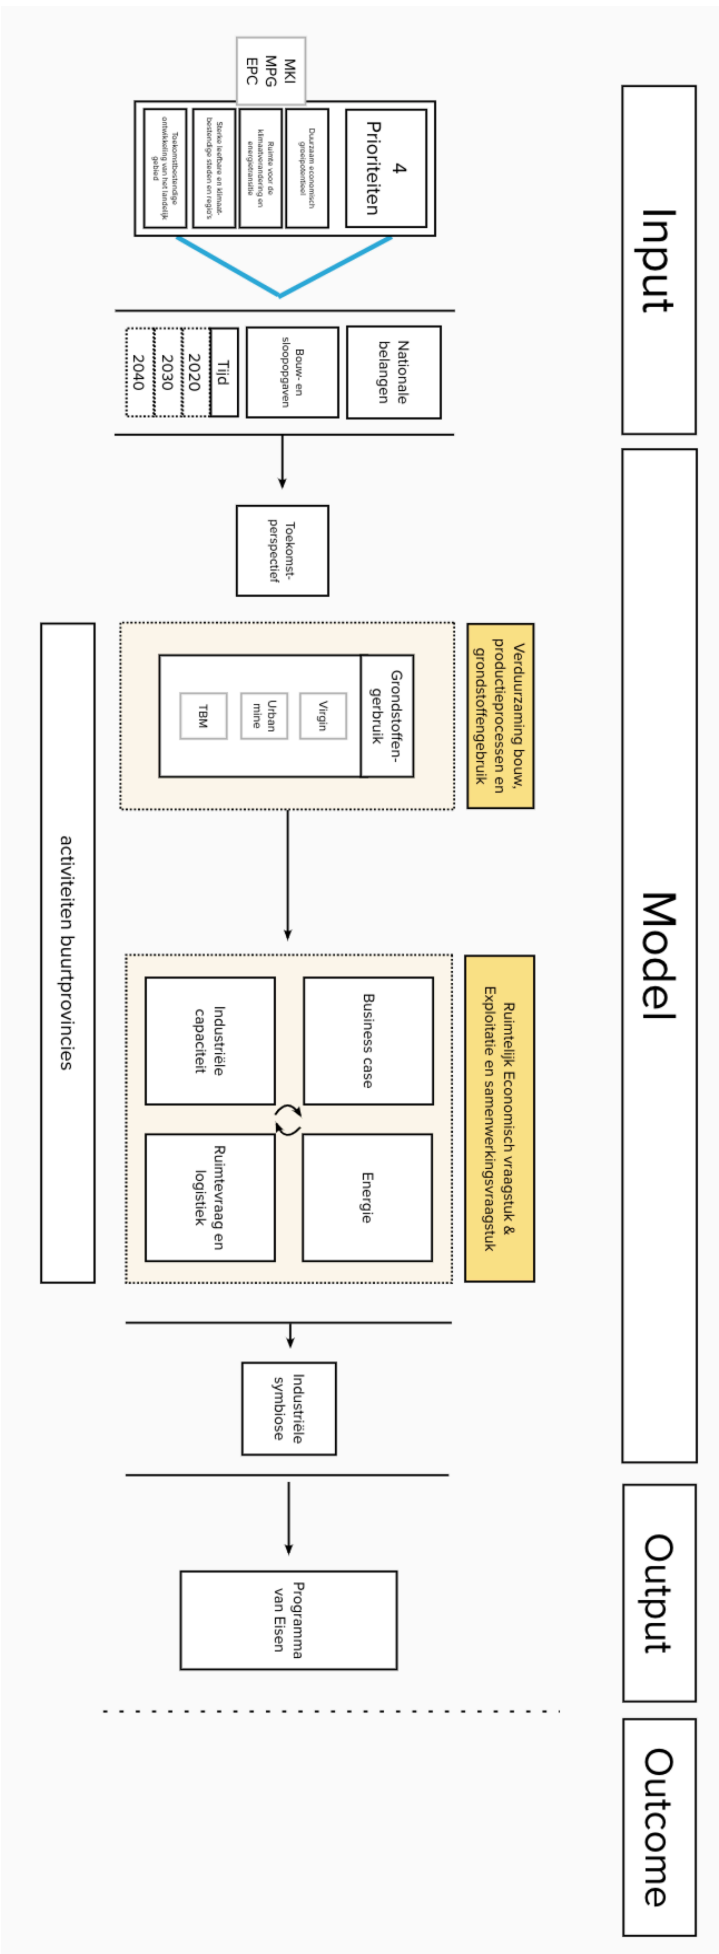 Input
Model
Output
Outcome
4
Prioriteiten
Duurzaam economisch
groeipotentieel
Ruimte voor de
klimaatverandering en
energietransitie
Sterke leefbare en klimaat-
bestendige steden en regio's
Toekomstbestendige
ontwikkeling van het landelijk
gebied
MKI
MPG
EPC
Nationale
belangen
Bouw- en
sloopopgaven
Tijd
2020
2030
2040
Toekomst-
perspectief
Verduurzaming bouw,
productieprocessen en
grondstoffengebruik
Grondstoffen-
gerbruik
Virgin
Urban
mine
TBM
Ruimtelijk Economisch vraagstuk &
Exploitatie en samenwerkingsvraagstuk
Business case
Energie
Industriële
capaciteit
Ruimtevraag en
logistiek
activiteiten buurtprovincies
Industriële
symbiose
Programma
van Eisen